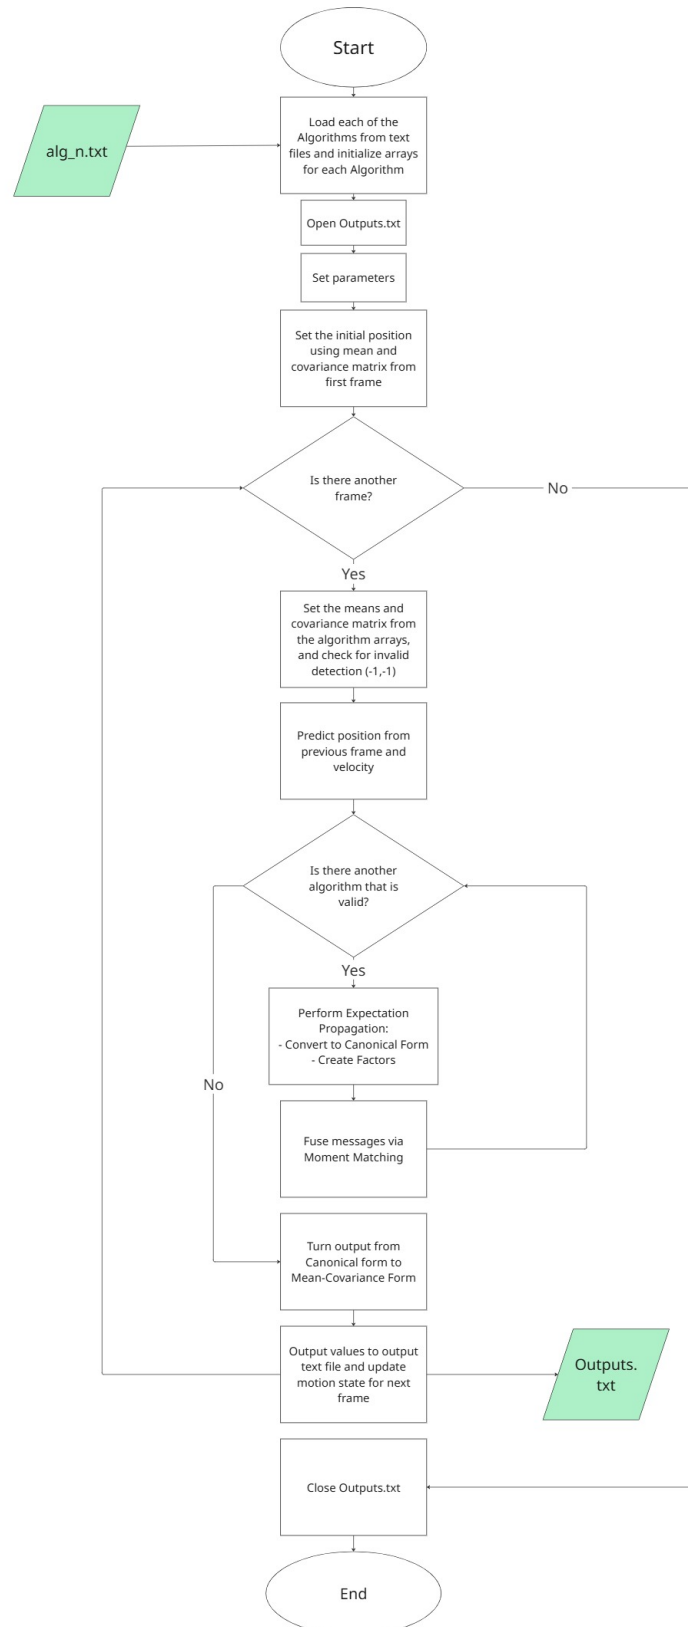 Start
Load each of the
Algorithms from text
files and initialize arrays
for each Algorithm
alg_n.txt
Open Outputs.txt
Set parameters
Set the initial position
using mean and
covariance matrix from
first frame
Is there another
frame?
No
Yes
Set the means and
covariance matrix from
the algorithm arrays,
and check for invalid
detection (-1,-1)
Predict position from
previous frame and
velocity
Is there another
algorithm that is
valid?
Yes
Perform Expectation
Propagation:
- Convert to Canonical Form
- Create Factors
No
Fuse messages via
Moment Matching
Turn output from
Canonical form to
Mean-Covariance Form
Output values to output
text file and update
motion state for next
frame
Outputs.
txt
Close Outputs.txt
End